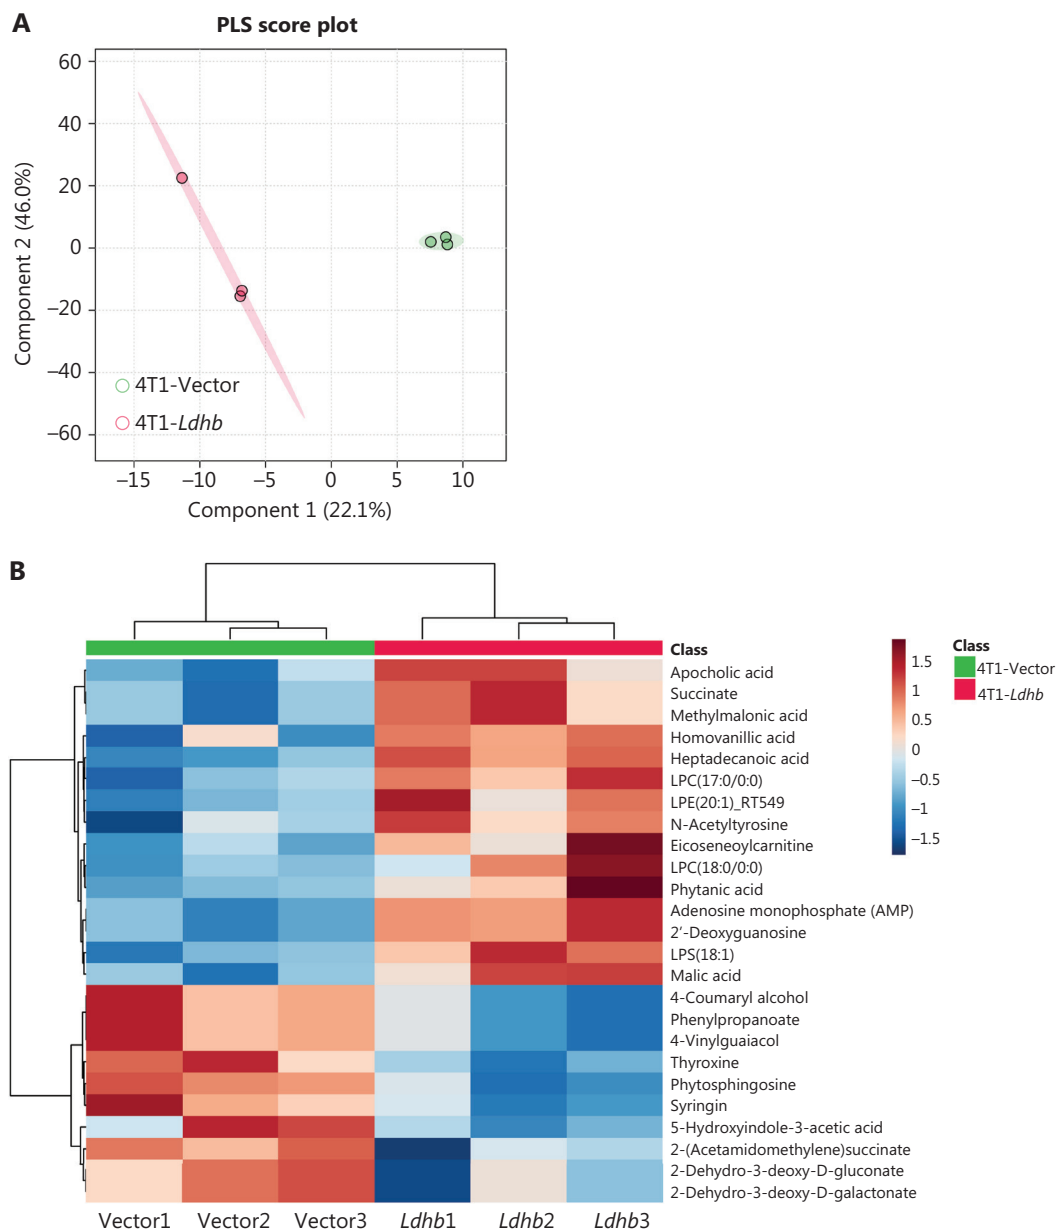 A
PLS score plot
60
40
20
0
−20
−40
−60
Component 2 (46.0%)
4T1-Vector
4T1-Ldhb
−15 −10 −5 0 5 10
Component 1 (22.1%)
B
Class
Apocholic acid
Succinate
Methylmalonic acid
Homovanillic acid
Heptadecanoic acid
LPC(17:0/0:0)
LPE(20:1)_RT549
N-Acetyltyrosine
Eicoseneoylcarnitine
LPC(18:0/0:0)
Phytanic acid
Adenosine monophosphate (AMP)
2′-Deoxyguanosine
LPS(18:1)
Malic acid
4-Coumaryl alcohol
Phenylpropanoate
4-Vinylguaiacol
Thyroxine
Phytosphingosine
Syringin
5-Hydroxyindole-3-acetic acid
2-(Acetamidomethylene)succinate
2-Dehydro-3-deoxy-D-gluconate
2-Dehydro-3-deoxy-D-galactonate
Vector1 Vector2 Vector3 Ldhb1 Ldhb2 Ldhb3
1.5
1
0.5
0
−0.5
−1
−1.5
Class
4T1-Vector
4T1-Ldhb